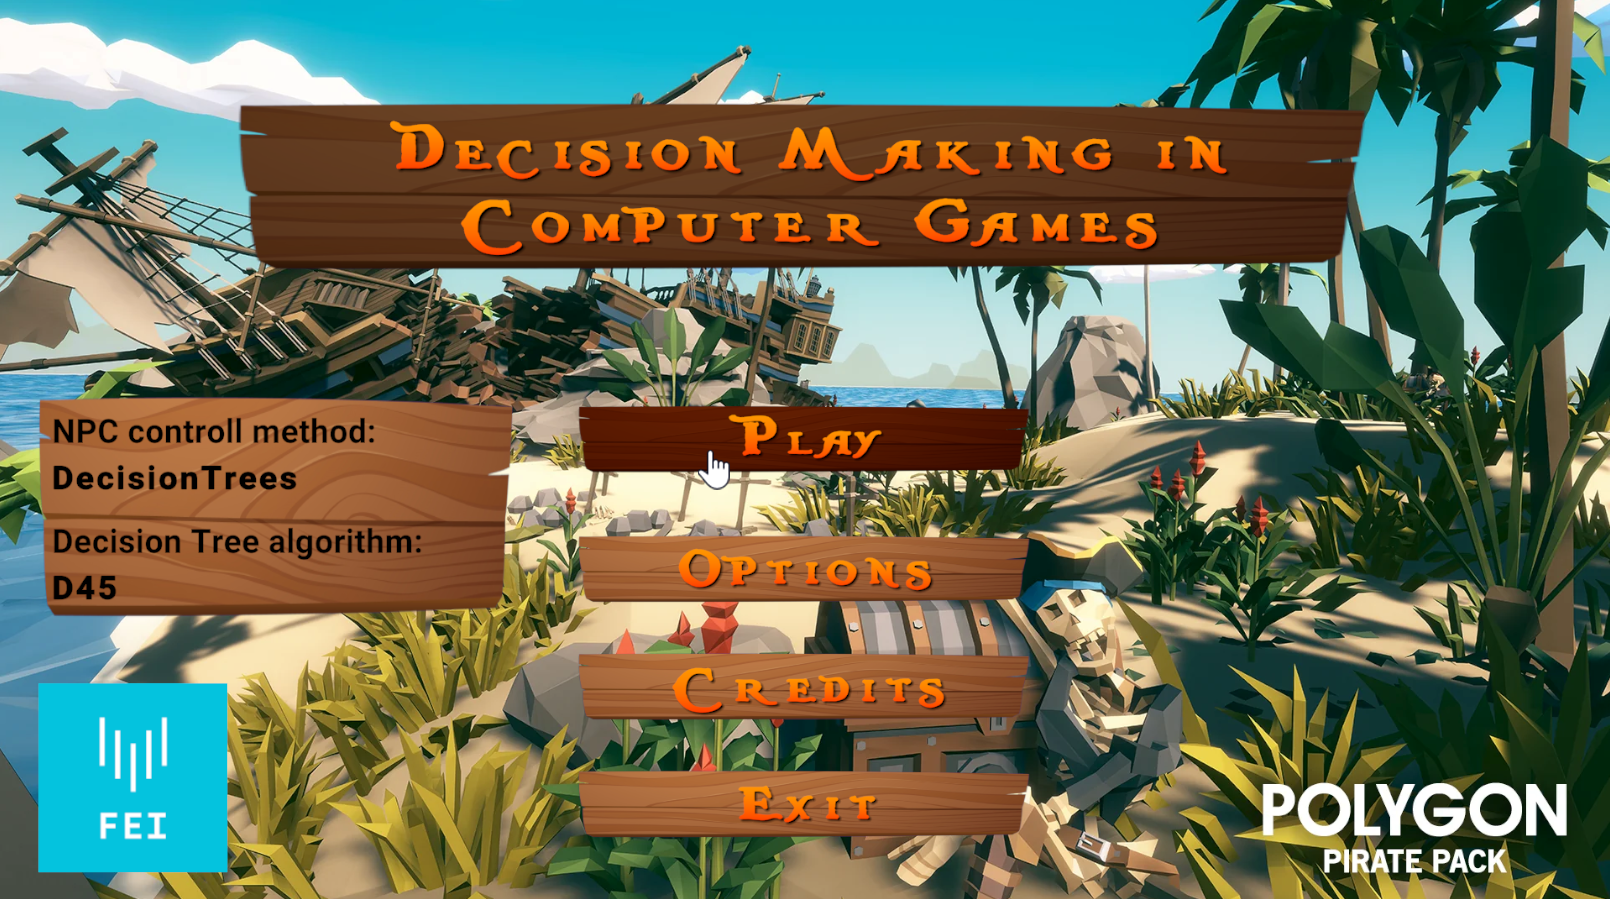 Decision Making in
Computer Games
NPC controll method:
DecisionTrees
Decision Tree algorithm:
D45
Play
Options
Credits
Exit
FEI
POLYGON
PIRATE PACK